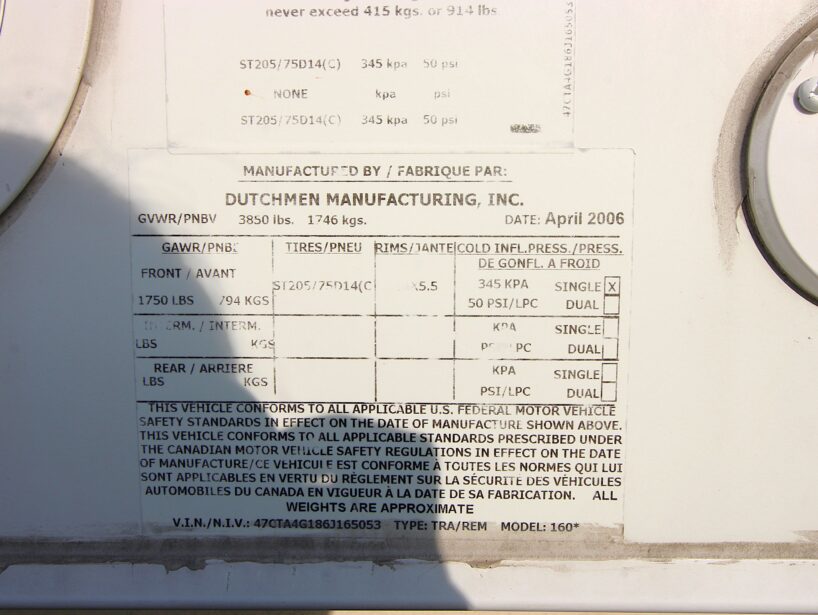 never exceed 415 kgs. or 914 lbs.
ST205/75D14(C) 345 kpa 50 psi
NONE kpa psi
ST205/75D14(C) 345 kpa 50 psi
47CTA4G186J165053
MANUFACTURED BY / FABRIQUE PAR:
DUTCHMEN MANUFACTURING, INC.
GVWR/PNBV 3850 lbs. 1746 kgs. DATE: April 2006
GAWR/PNBE TIRES/PNEU RIMS/JANTE COLD INFL.PRESS./PRESS.
DE GONFL. A FROID
FRONT / AVANT ST205/75D14(C 5.5 345 KPA SINGLE X
1750 LBS 794 KGS 50 PSI/LPC DUAL
/ INTERM. KPA SINGLE
LBS KGS DUAL
REAR / ARRIERE KPA SINGLE
LBS KGS PSI/LPC DUAL
THIS VEHICLE CONFORMS TO ALL APPLICABLE U.S. FEDERAL MOTOR VEHICLE
SAFETY STANDARDS IN EFFECT ON THE DATE OF MANUFACTURE SHOWN ABOVE.
THIS VEHICLE CONFORMS TO ALL APPLICABLE STANDARDS PRESCRIBED UNDER
THE CANADIAN MOTOR VEHICLE SAFETY REGULATIONS IN EFFECT ON THE DATE
OF MANUFACTURE/CE VEHICULE EST CONFORME À TOUTES LES NORMES QUI LUI
SONT APPLICABLES EN VERTU DU RÈGLEMENT SUR LA SÉCURITÉ DES VÉHICULES
AUTOMOBILES DU CANADA EN VIGUEUR À LA DATE DE SA FABRICATION. ALL
WEIGHTS ARE APPROXIMATE
V.I.N./N.I.V.: 47CTA4G186J165053 TYPE: TRA/REM MODEL: 160*